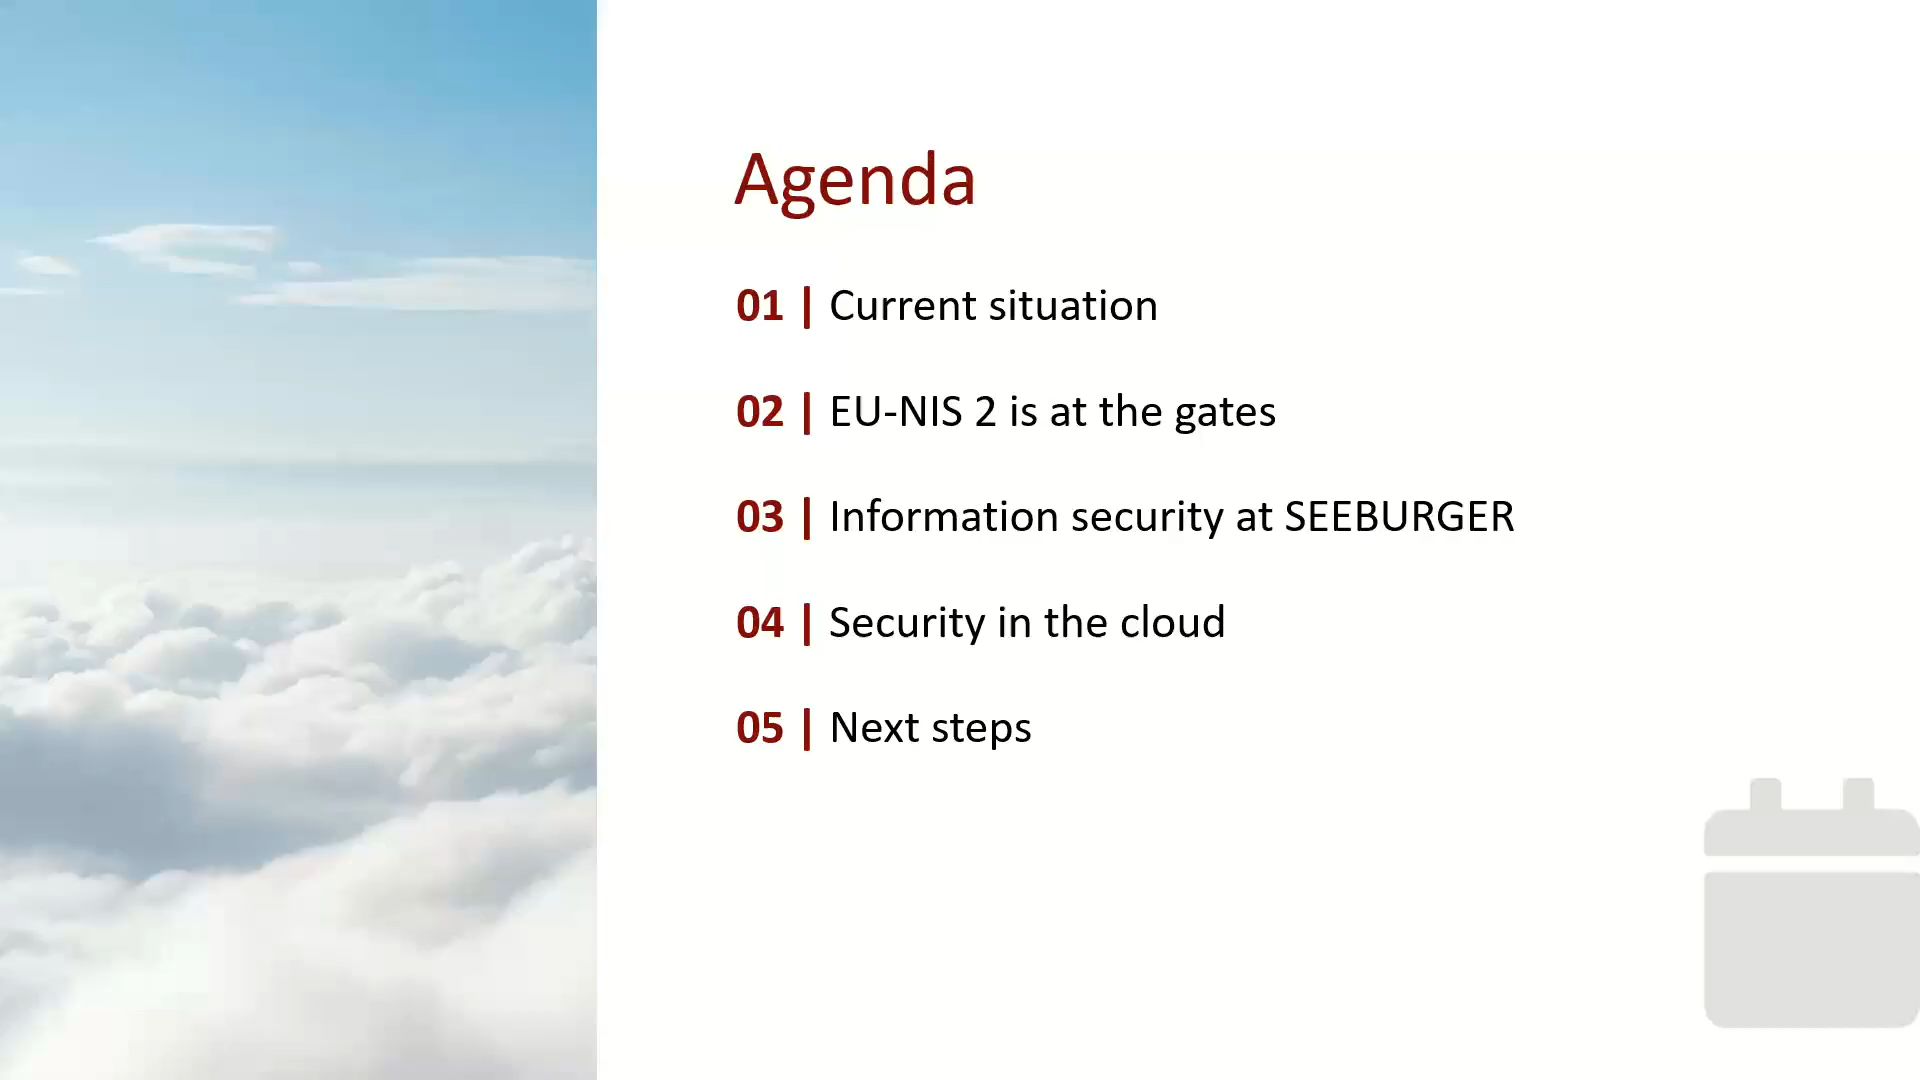 Agenda
01 | Current situation
02 | EU-NIS 2 is at the gates
03 | Information security at SEEBURGER
04 | Security in the cloud
05 | Next steps